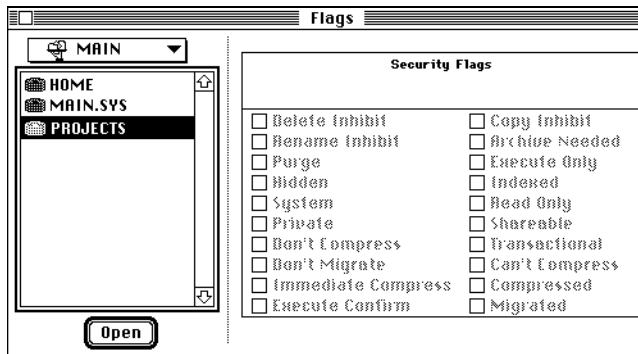 Flags
MAIN
HOME
MAIN.SYS
PROJECTS
Open
Security Flags
Delete Inhibit
Rename Inhibit
Purge
Hidden
System
Private
Don't Compress
Don't Migrate
Immediate Compress
Execute Confirm
Copy Inhibit
Archive Needed
Execute Only
Indexed
Read Only
Shareable
Transactional
Can't Compress
Compressed
Migrated